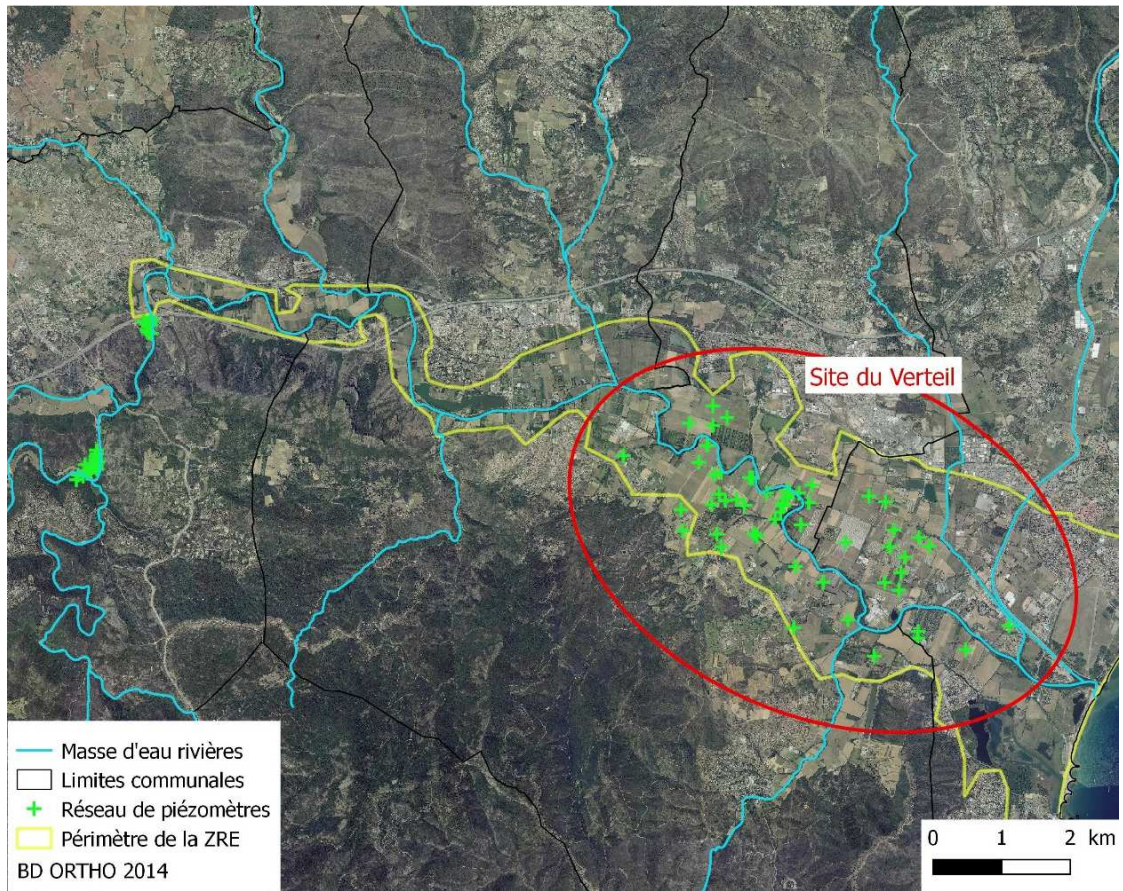 Site du Verteil
Masse d'eau rivières
Limites communales
Réseau de piézomètres
Périmètre de la ZRE
BD ORTHO 2014
0 1 2 km